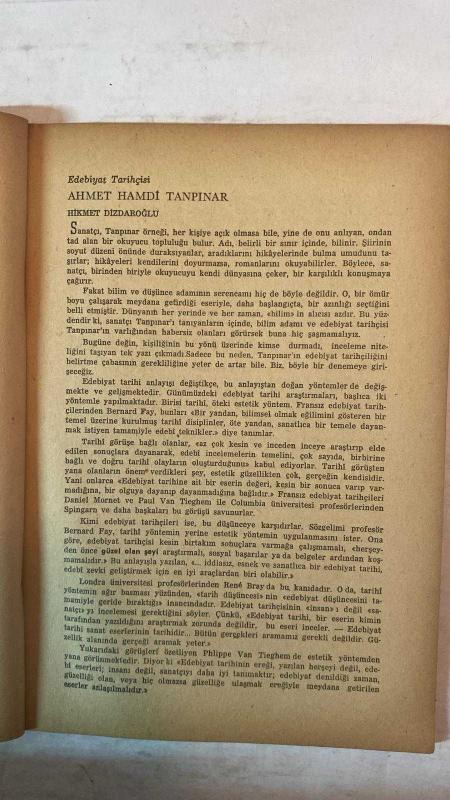 Edebiyat Tarihçisi
AHMET HAMDİ TANPINAR
HİKMET DİZDAROĞLU
Sanatçı, Tanpınar örneği, her kişiye açık olmasa bile, yine de onu anlıyan, ondan
tad alan bir okuyucu topluluğu bulur. Adı, belirli bir sınır içinde, bilinir. Şiirinin
soyut düzeni önünde duraksıyanlar, aradıklarını hikâyelerinde bulma umudunu ta-
şırlar; hikâyeleri kendilerini doyurmazsa, romanlarını okuyabilirler. Böylece, sa-
natçı, birinden biriyle okuyucuyu kendi dünyasına çeker, bir karşılıklı konuşmaya
çağırır.
Fakat bilim ve düşünce adamının serencamı hiç de böyle değildir. O, bir ömür
boyu çalışarak meydana getirdiği eseriyle, daha başlangıçta, bir azınlığı seçtiğini
belli etmiştir. Dünyanın her yerinde ve her zaman, «bilim» in alıcısı azdır. Bu yüz-
dendir ki, sanatçı Tanpınar'ı tanıyanların içinde, bilim adamı ve edebiyat tarihçisi
Tanpınar'ın varlığından habersiz olanları görürsek buna hiç şaşmamalıyız.
Bugüne değin, kişiliğinin bu yönü üzerinde kimse durmadı, inceleme nite-
liğini taşıyan tek yazı çıkmadı.Sadece bu neden, Tanpınar'ın edebiyat tarihçiliğini
belirtme çabasının gerekliliğine yeter de artar bile. Biz, böyle bir denemeye giri-
şeceğiz.
Edebiyat tarihi anlayışı değiştikçe, bu anlayıştan doğan yöntemler de değiş-
mekte ve gelişmektedir. Günümüzdeki edebiyat tarihi araştırmaları, başlıca iki
yöntemle yapılmaktadır. Birisi tarihî, öteki estetik yöntem. Fransız edebiyat tarih-
çilerinden Bernard Fay, bunları «Bir yandan, bilimsel olmak eğilimini gösteren bir
temel üzerine kurulmuş tarihî disiplinler, öte yandan, sanatlıca bir temele dayan-
mak istiyen tamamiyle edebî teknikler.» diye tanımlar.
Tarihî görüşe bağlı olanlar, «az çok kesin ve inceden inceye araştırıp elde
edilen sonuçlara dayanarak, edebî incelemelerin temelini, çok sayıda, birbirine
bağlı ve doğru tarihî olayların oluşturduğunu» kabul ediyorlar. Tarihî görüşten
yana olanların önem verdikleri şey, estetik güzellikten çok, gerçeğin kendisidir.
Yani onlarca «Edebiyat tarihine ait bir eserin değeri, kesin bir sonuca varıp var-
madığına, bir olguya dayanıp dayanmadığına bağlıdır.» Fransız edebiyat tarihçileri
Daniel Mornet ve Paul Van Tieghem ile Columbia üniversitesi profesörlerinden
Spingarn ve daha başkaları bu görüşü savunurlar.
Kimi edebiyat tarihçileri ise, bu düşünceye karşıdırlar. Sözgelimi profesör
Bernard Fay, tarihî yöntemin yerine estetik yöntemin uygulanmasını ister. Ona
göre, edebiyat tarihçisi kesin birtakım sonuçlara varmağa çalışmamalı, «herşey-
den önce güzel olan şeyi araştırmalı, sosyal başarılar ya da belgeler ardından koş-
mamalıdır.» Bu anlayışla yazılan, «... iddiasız, esnek ve sanatlıca bir edebiyat tarihi,
edebî zevki geliştirmek için en iyi araçlardan biri olabilir.»
Londra üniversitesi profesörlerinden René Bray da bu kanıdadır. O da, tarihî
yöntemin ağır basması yüzünden, «tarih düşüncesi» nin «edebiyat düşüncesini ta-
mamiyle geride bıraktığı» inancındadır. Edebiyat tarihçisinin «insan» ı değil «sa-
natçı» yı incelemesi gerektiğini söyler. Çünkü, «Edebiyat tarihi, bir eserin kimin
tarafından yazıldığını araştırmak zorunda değildir, bu eseri inceler. — Edebiyat
tarihi sanat eserlerinin tarihidir... Bütün gerçekleri aramamız gerekli değildir. Gü-
zellik alanında gerçeği aramak yeter.»
Yukarıdaki görüşleri özetliyen Philippe Van Tieghem de estetik yöntemden
yana görünmektedir. Diyor ki «Edebiyat tarihinin ereği, yazılan herşeyi değil, ede-
bî eserleri; insanı değil, sanatçıyı daha iyi tanımaktır; edebiyat denildiği zaman,
güzelliği olan, veya hiç olmazsa güzelliğe ulaşmak ereğiyle meydana getirilen
eserler anlaşılmalıdır.»